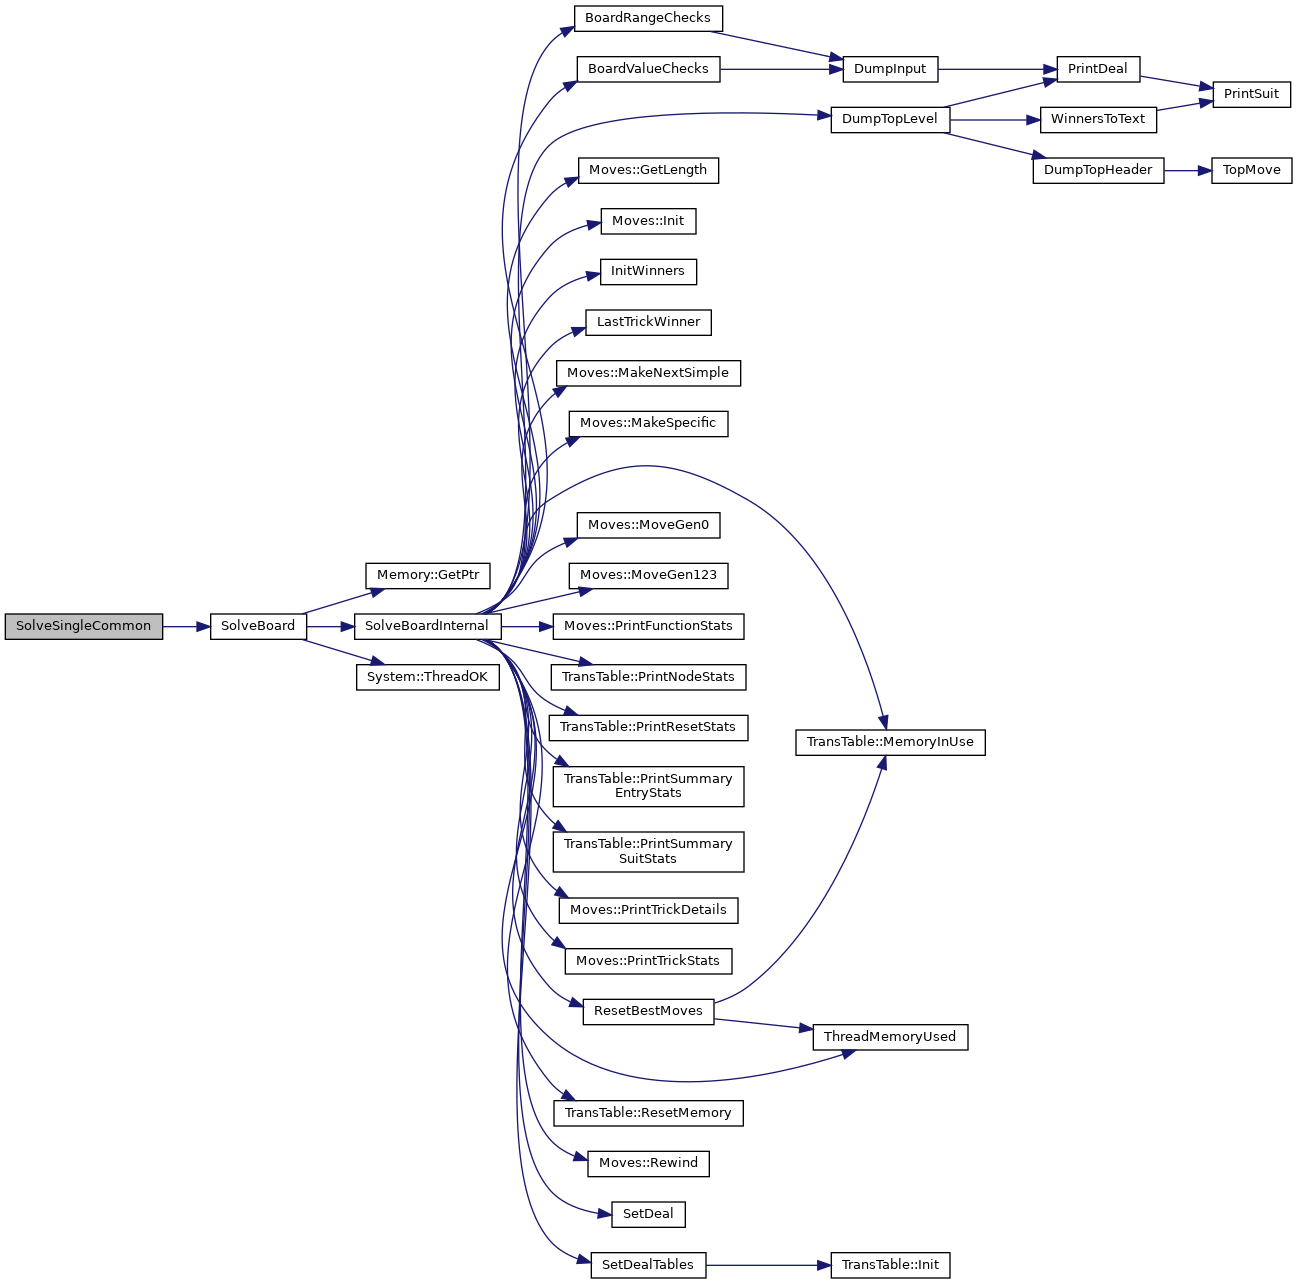 BoardRangeChecks
BoardValueChecks
DumpInput
PrintDeal
PrintSuit
DumpTopLevel
WinnersToText
DumpTopHeader
TopMove
Moves::GetLength
Moves::Init
InitWinners
LastTrickWinner
Moves::MakeNextSimple
Moves::MakeSpecific
Moves::MoveGen0
Memory::GetPtr
Moves::MoveGen123
SolveSingleCommon
SolveBoard
SolveBoardInternal
Moves::PrintFunctionStats
System::ThreadOK
TransTable::PrintNodeStats
TransTable::PrintResetStats
TransTable::MemoryInUse
TransTable::PrintSummary
EntryStats
TransTable::PrintSummary
SuitStats
Moves::PrintTrickDetails
Moves::PrintTrickStats
ResetBestMoves
ThreadMemoryUsed
TransTable::ResetMemory
Moves::Rewind
SetDeal
SetDealTables
TransTable::Init